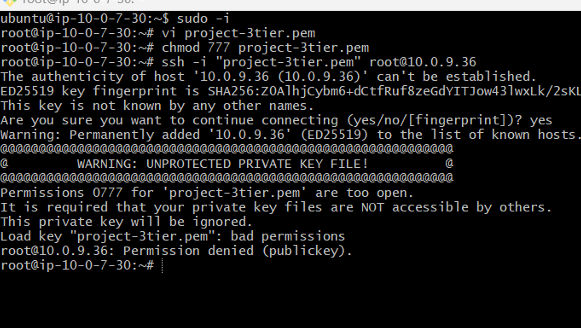 ubuntu@ip-10-0-7-30:~$ sudo -i
root@ip-10-0-7-30:~# vi project-3tier.pem
root@ip-10-0-7-30:~# chmod 777 project-3tier.pem
root@ip-10-0-7-30:~# ssh -i "project-3tier.pem" root@10.0.9.36
The authenticity of host '10.0.9.36 (10.0.9.36)' can't be established.
ED25519 key fingerprint is SHA256:ZOAlhjCybm6+dCtfRuf8zeGdYITJow43lwxLk/2sKL
This key is not known by any other names.
Are you sure you want to continue connecting (yes/no/[fingerprint])? yes
Warning: Permanently added '10.0.9.36' (ED25519) to the list of known hosts.
@@@@@@@@@@@@@@@@@@@@@@@@@@@@@@@@@@@@@@@@@@@@@@@@@@@@@@@@@@@
@         WARNING: UNPROTECTED PRIVATE KEY FILE!          @
@@@@@@@@@@@@@@@@@@@@@@@@@@@@@@@@@@@@@@@@@@@@@@@@@@@@@@@@@@@
Permissions 0777 for 'project-3tier.pem' are too open.
It is required that your private key files are NOT accessible by others.
This private key will be ignored.
Load key "project-3tier.pem": bad permissions
root@10.0.9.36: Permission denied (publickey).
root@ip-10-0-7-30:~#